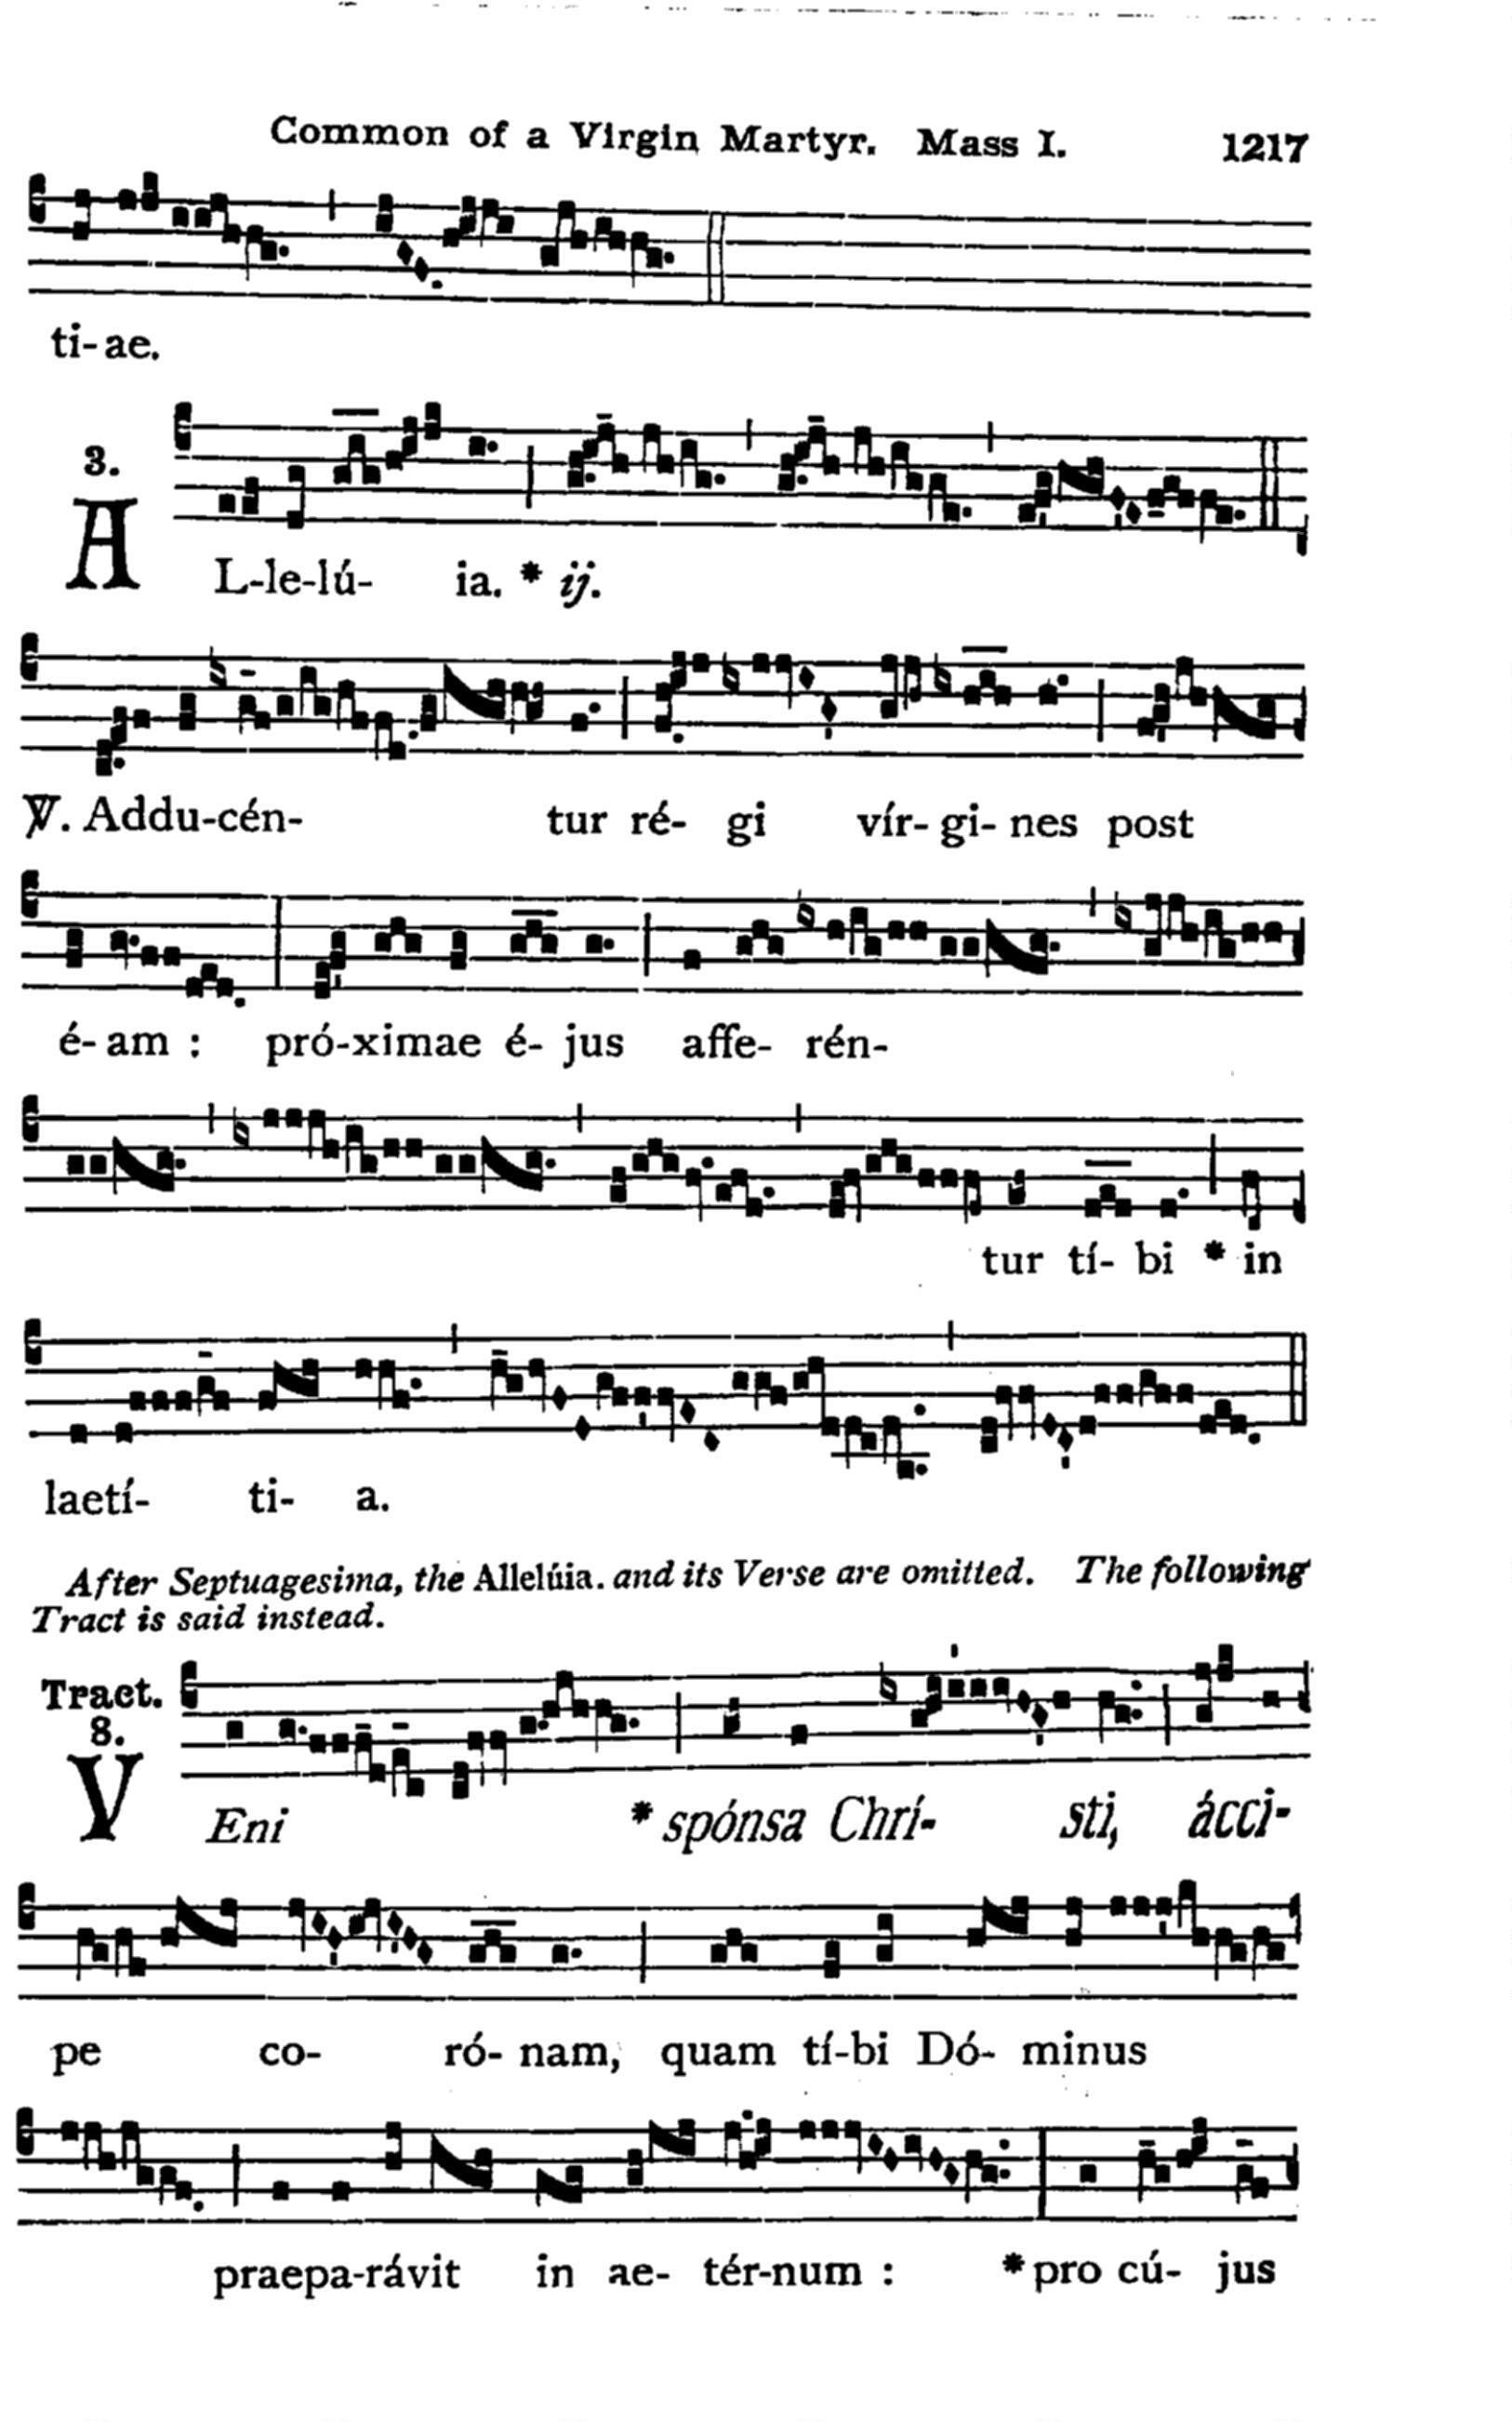 Common of a Virgin Martyr. Mass I. 1217
ti- ae.
3.
A L-le-lú- ia. * ij.
℣. Addu-cén- tur ré- gi vír- gi- nes post
é- am : pró-ximae é- jus affe- rén-
tur tí- bi * in
laetí- ti- a.
After Septuagesima, the Allelúia. and its Verse are omitted. The following
Tract is said instead.
Tract.
8.
V Eni * spónsa Chrí- sti, ácci-
pe co- ró- nam, quam tí-bi Dó- minus
praepa-rávit in ae- tér-num : * pro cú- jus